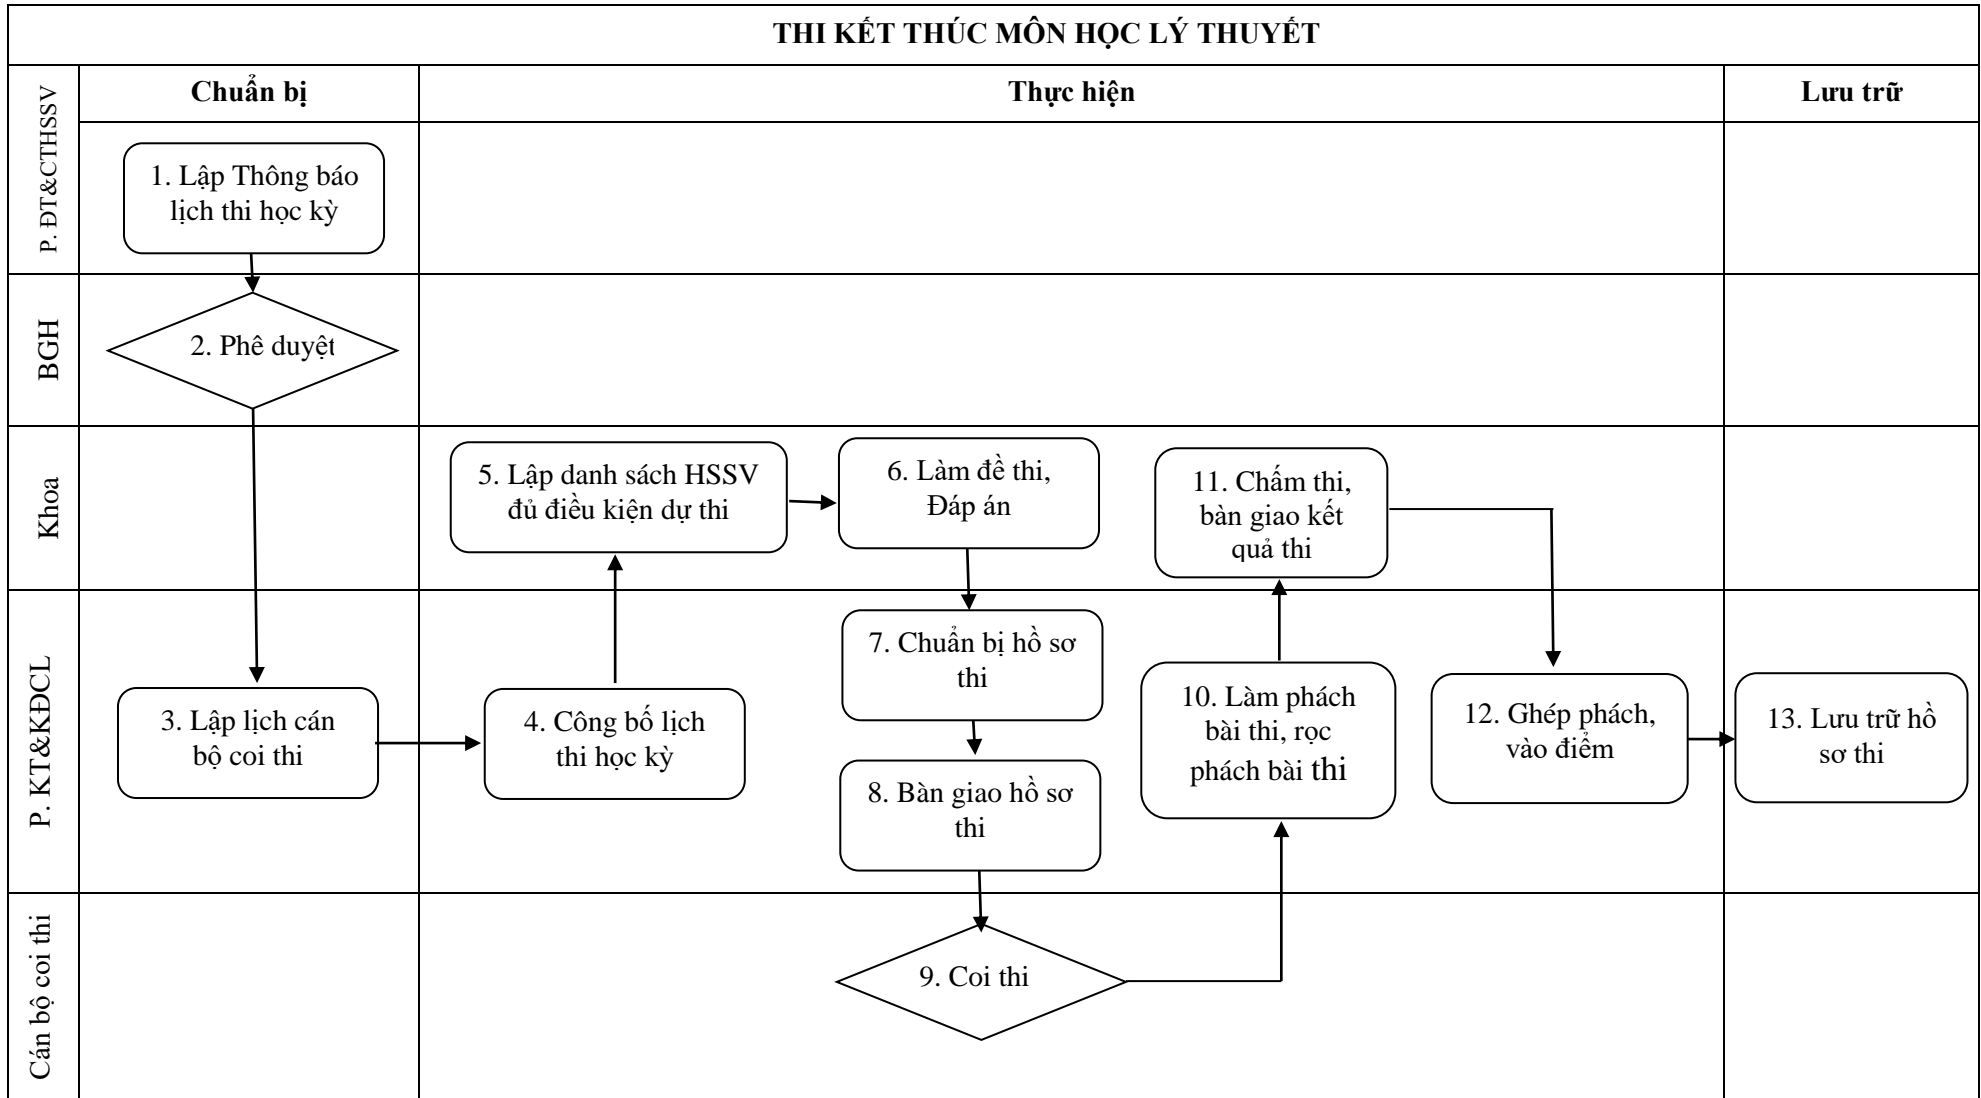 THI KẾT THÚC MÔN HỌC LÝ THUYẾT
Chuẩn bị
Thực hiện
Lưu trữ
P. ĐT&CTHSSV
1. Lập Thông báo
lịch thi học kỳ
BGH
2. Phê duyệt
Khoa
5. Lập danh sách HSSV
đủ điều kiện dự thi
6. Làm đề thi,
Đáp án
11. Chấm thi,
bàn giao kết
quả thi
P. KT&KĐCL
3. Lập lịch cán
bộ coi thi
4. Công bố lịch
thi học kỳ
7. Chuẩn bị hồ sơ
thi
8. Bàn giao hồ sơ
thi
10. Làm phách
bài thi, rọc
phách bài thi
12. Ghép phách,
vào điểm
13. Lưu trữ hồ
sơ thi
Cán bộ coi thi
9. Coi thi